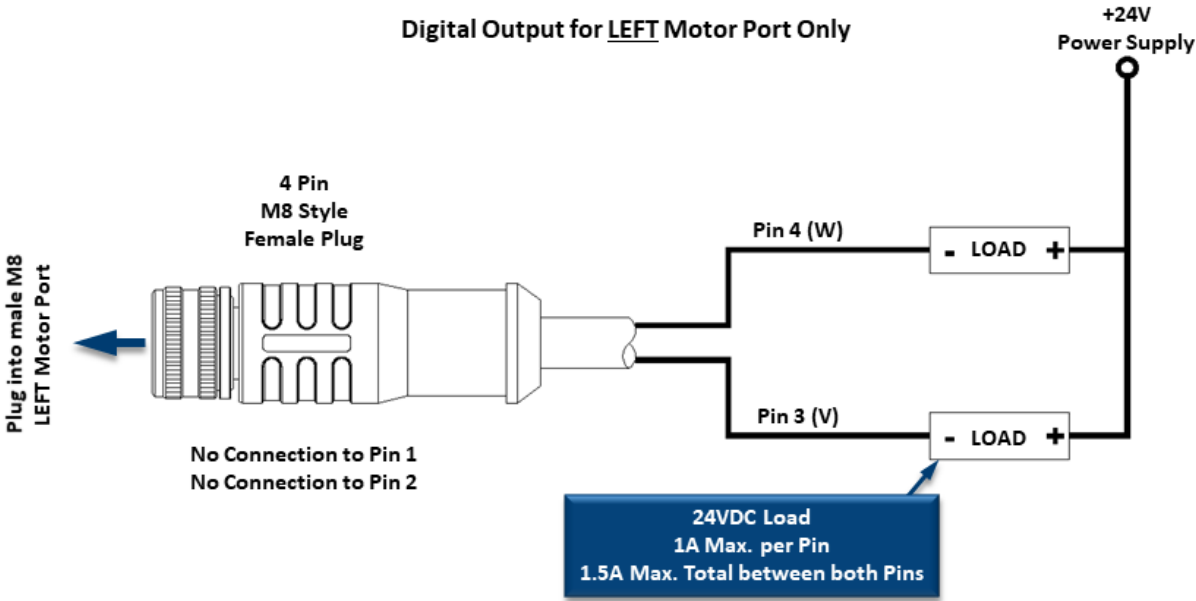 Digital Output for LEFT Motor Port Only
+24V
Power Supply
4 Pin
M8 Style
Female Plug
Plug into male M8
LEFT Motor Port
Pin 4 (W)
- LOAD +
Pin 3 (V)
- LOAD +
No Connection to Pin 1
No Connection to Pin 2
24VDC Load
1A Max. per Pin
1.5A Max. Total between both Pins